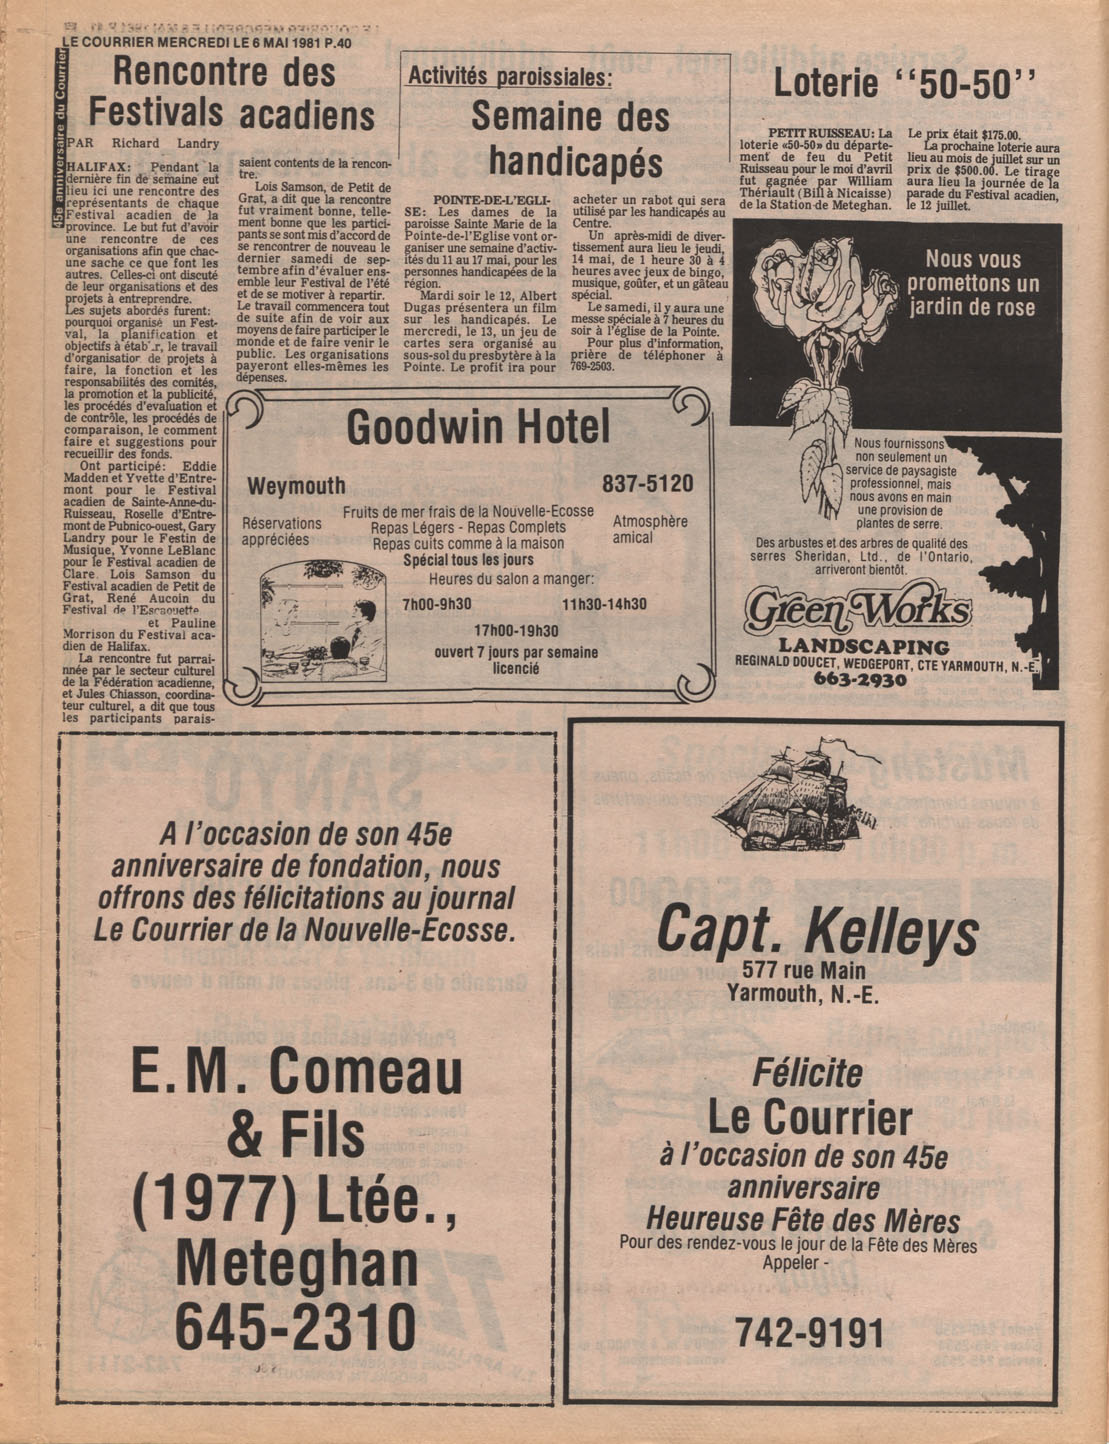 LE COURRIER MERCREDI LE 6 MAI 1981 P.40
45e anniversaire du Courrier
Rencontre des
Festivals acadiens
PAR Richard Landry
HALIFAX: Pendant la
dernière fin de semaine eut
lieu ici une rencontre des
représentants de chaque
Festival acadien de la
province. Le but fut d'avoir
une rencontre de ces
organisations afin que chac-
une sache ce que font les
autres. Celles-ci ont discuté
de leur organisations et des
projets à entreprendre.
Les sujets abordés furent:
pourquoi organisé un Fest-
val, la planification et
objectifs à établir, le travail
d'organisation de projets à
faire, la fonction et les
responsabilités des comités,
la promotion et la publicité,
les procédés d'evaluation et
de contrôle, les procédés de
comparaison, le comment
faire et suggestions pour
recueillir des fonds.
Ont participé: Eddie
Madden et Yvette d'Entre-
mont pour le Festival
acadien de Sainte-Anne-du-
Ruisseau, Roselle d'Entre-
mont de Pubnico-ouest, Gary
Landry pour le Festin de
Musique, Yvonne LeBlanc
pour le Festival acadien de
Clare, Lois Samson du
Festival acadien de Petit de
Grat, René Aucoin du
Festival de l'Escaouette
et Pauline
Morrison du Festival aca-
dien de Halifax.
La rencontre fut parrai-
nnée par le secteur culturel
de la Fédération acadienne,
et Jules Chiasson, coordina-
teur culturel, a dit que tous
les participants parais-
saient contents de la rencon-
tre.
Lois Samson, de Petit de
Grat, a dit que la rencontre
fut vraiment bonne, telle-
ment bonne que les partici-
pants se sont mis d'accord de
se rencontrer de nouveau le
dernier samedi de sep-
tembre afin d'évaluer ens-
emble leur Festival de l'été
et de se motiver à repartir.
Le travail commencera tout
de suite afin de voir aux
moyens de faire participer le
monde et de faire venir le
public. Les organisations
payeront elles-mêmes les
dépenses.
Activités paroissiales:
Semaine des
handicapés
POINTE-DE-L'EGLI-
SE: Les dames de la
paroisse Sainte Marie de la
Pointe-de-l'Eglise vont or-
ganiser une semaine d'activ-
ités du 11 au 17 mai, pour les
personnes handicapées de la
région.
Mardi soir le 12, Albert
Dugas présentera un film
sur les handicapés. Le
mercredi, le 13, un jeu de
cartes sera organisé au
sous-sol du presbytère à la
Pointe. Le profit ira pour
acheter un rabot qui sera
utilisé par les handicapés au
Centre.
Un après-midi de diver-
tissement aura lieu le jeudi,
14 mai, de 1 heure 30 à 4
heures avec jeux de bingo,
musique, goûter, et un gâteau
spécial.
Le samedi, il y aura une
messe spéciale à 7 heures du
soir à l'église de la Pointe.
Pour plus d'information,
prière de téléphoner à
769-2503.
Loterie "50-50"
PETIT RUISSEAU: La
loterie «50-50» du départe-
ment de feu du Petit
Ruisseau pour le moi d'avril
fut gagnée par William
Thériault (Bill à Nicaisse)
de la Station de Meteghan.
Le prix était $175.00.
La prochaine loterie aura
lieu au mois de juillet sur un
prix de $500.00. Le tirage
aura lieu la journée de la
parade du Festival acadien,
le 12 juillet.
Nous vous
promettons un
jardin de rose
Nous fournissons
non seulement un
service de paysagiste
professionnel, mais
nous avons en main
une provision de
plantes de serre.
Des arbustes et des arbres de qualité des
serres Sheridan, Ltd., de l'Ontario,
arriveront bientôt.
Green Works
LANDSCAPING
REGINALD DOUCET, WEDGEPORT, CTE YARMOUTH, N.-E.
663-2930
Goodwin Hotel
Weymouth 837-5120
Réservations
appréciées
Fruits de mer frais de la Nouvelle-Ecosse
Repas Légers - Repas Complets
Repas cuits comme à la maison
Atmosphère
amical
Spécial tous les jours
Heures du salon a manger:
7h00-9h30 11h30-14h30
17h00-19h30
ouvert 7 jours par semaine
licencié
A l'occasion de son 45e
anniversaire de fondation, nous
offrons des félicitations au journal
Le Courrier de la Nouvelle-Ecosse.
E.M. Comeau
& Fils
(1977) Ltée.,
Meteghan
645-2310
Capt. Kelleys
577 rue Main
Yarmouth, N.-E.
Félicite
Le Courrier
à l'occasion de son 45e
anniversaire
Heureuse Fête des Mères
Pour des rendez-vous le jour de la Fête des Mères
Appeler -
742-9191